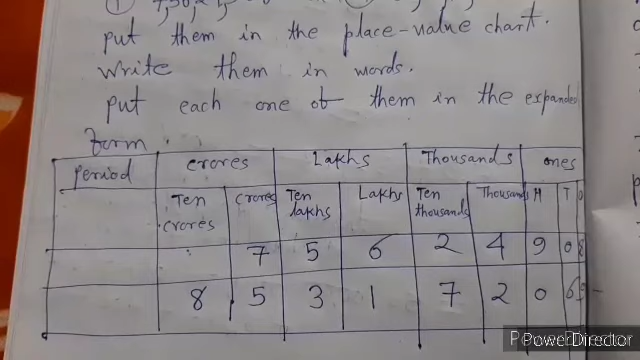 put them in the place-value chart.
Write them in words.
put each one of them in the expanded
form.
Period crores Lakhs Thousands ones
Ten crores crores Ten lakhs Lakhs Ten thousands Thousands H T O
7 5 6 2 4 9 0 8
8 5 3 1 7 2 0 6
Power Director